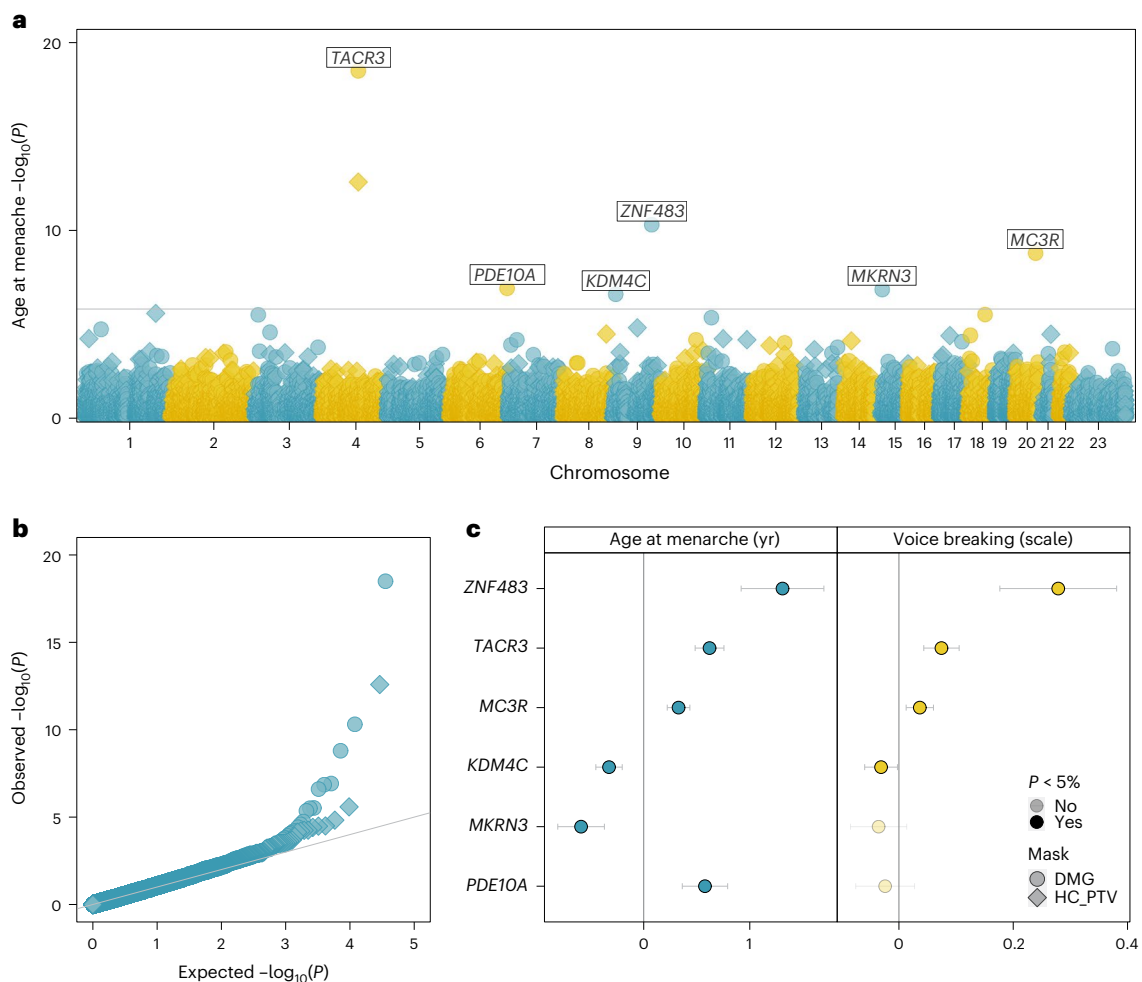 a
20
10
0
Age at menache –log10(P)
TACR3
ZNF483
MC3R
PDE10A
KDM4C
MKRN3
1 2 3 4 5 6 7 8 9 10 11 12 13 14 15 16 17 18 19 20 21 22 23
Chromosome
b
20
15
10
5
0
Observed –log10(P)
0 1 2 3 4 5
Expected –log10(P)
c
Age at menarche (yr) Voice breaking (scale)
ZNF483
TACR3
MC3R
KDM4C
MKRN3
PDE10A
P < 5%
No
Yes
Mask
DMG
HC_PTV
0 1 0 0.2 0.4